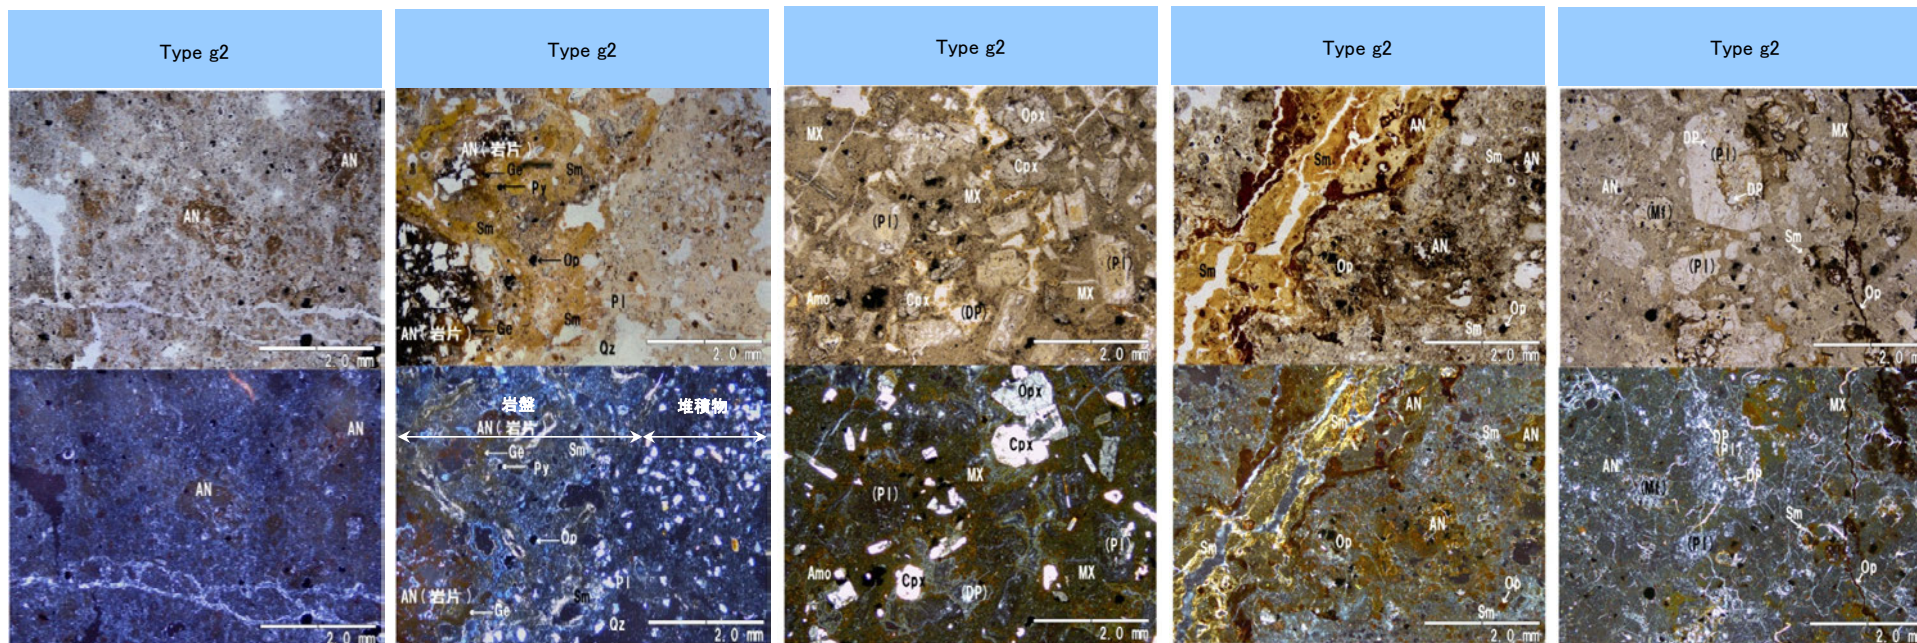 Type g2
Type g2
Type g2
Type g2
Type g2
AN
AN
2.0 mm
AN
AN
2.0 mm
AN(岩片)
Ge
Sm
Py
Sm
Op
Pl
Sm
AN(岩片)
Ge
Qz
2.0 mm
岩盤
堆積物
AN(岩片)
Sm
Ge
Py
Op
Pl
Sm
AN(岩片)
Ge
Qz
2.0 mm
Opx
MX
Cpx
MX
(Pl)
(Pl)
Amo
Cpx
MX
(DP)
2.0 mm
Opx
Cpx
MX
(Pl)
(Pl)
Amo
Cpx
MX
(DP)
2.0 mm
AN
Sm
Sm
AN
AN
Sm
Op
Op
Sm
2.0 mm
AN
Sm
Sm
AN
AN
Op
Sm
Op
Sm
2.0 mm
DP
MX
(Pl)
AN
DP
(Mf)
Sm
(Pl)
Op
2.0 m
MX
DP
(Pl)
AN
DP
(Mf)
Sm
(Pl)
Op
2.0 m